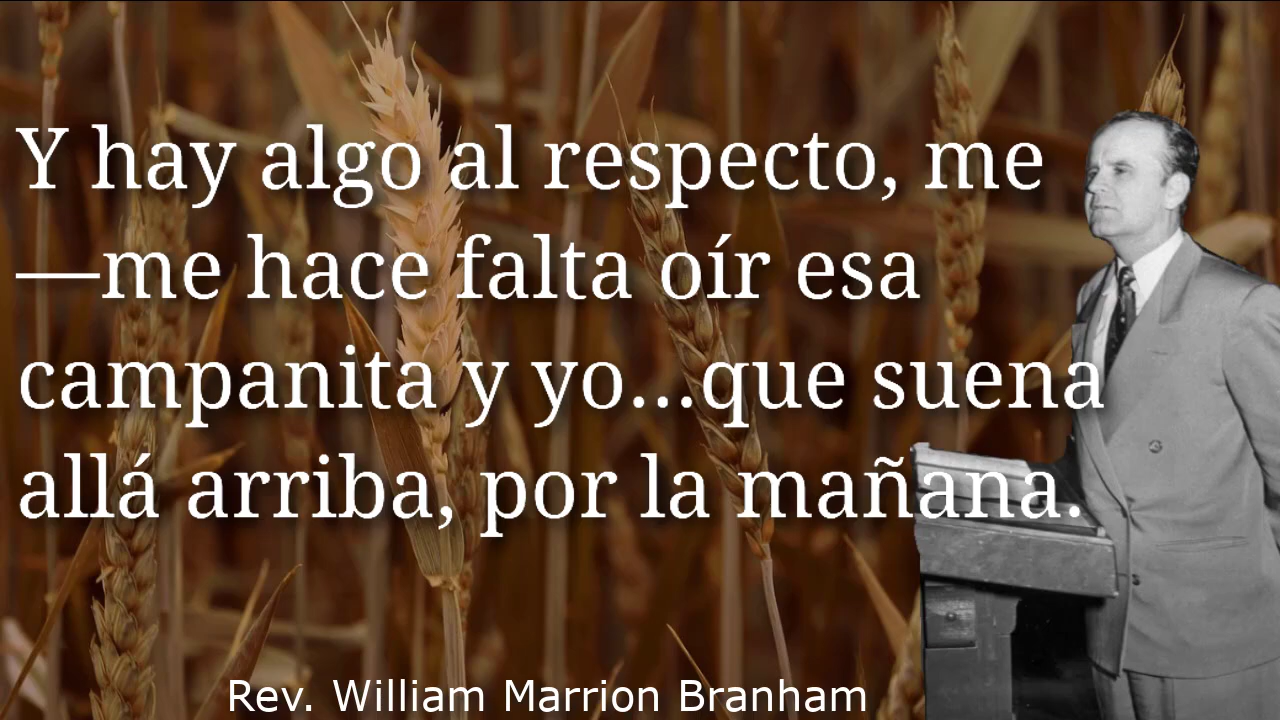 Y hay algo al respecto, me
—me hace falta oír esa
campanita y yo...que suena
allá arriba, por la mañana.
Rev. William Marrion Branham